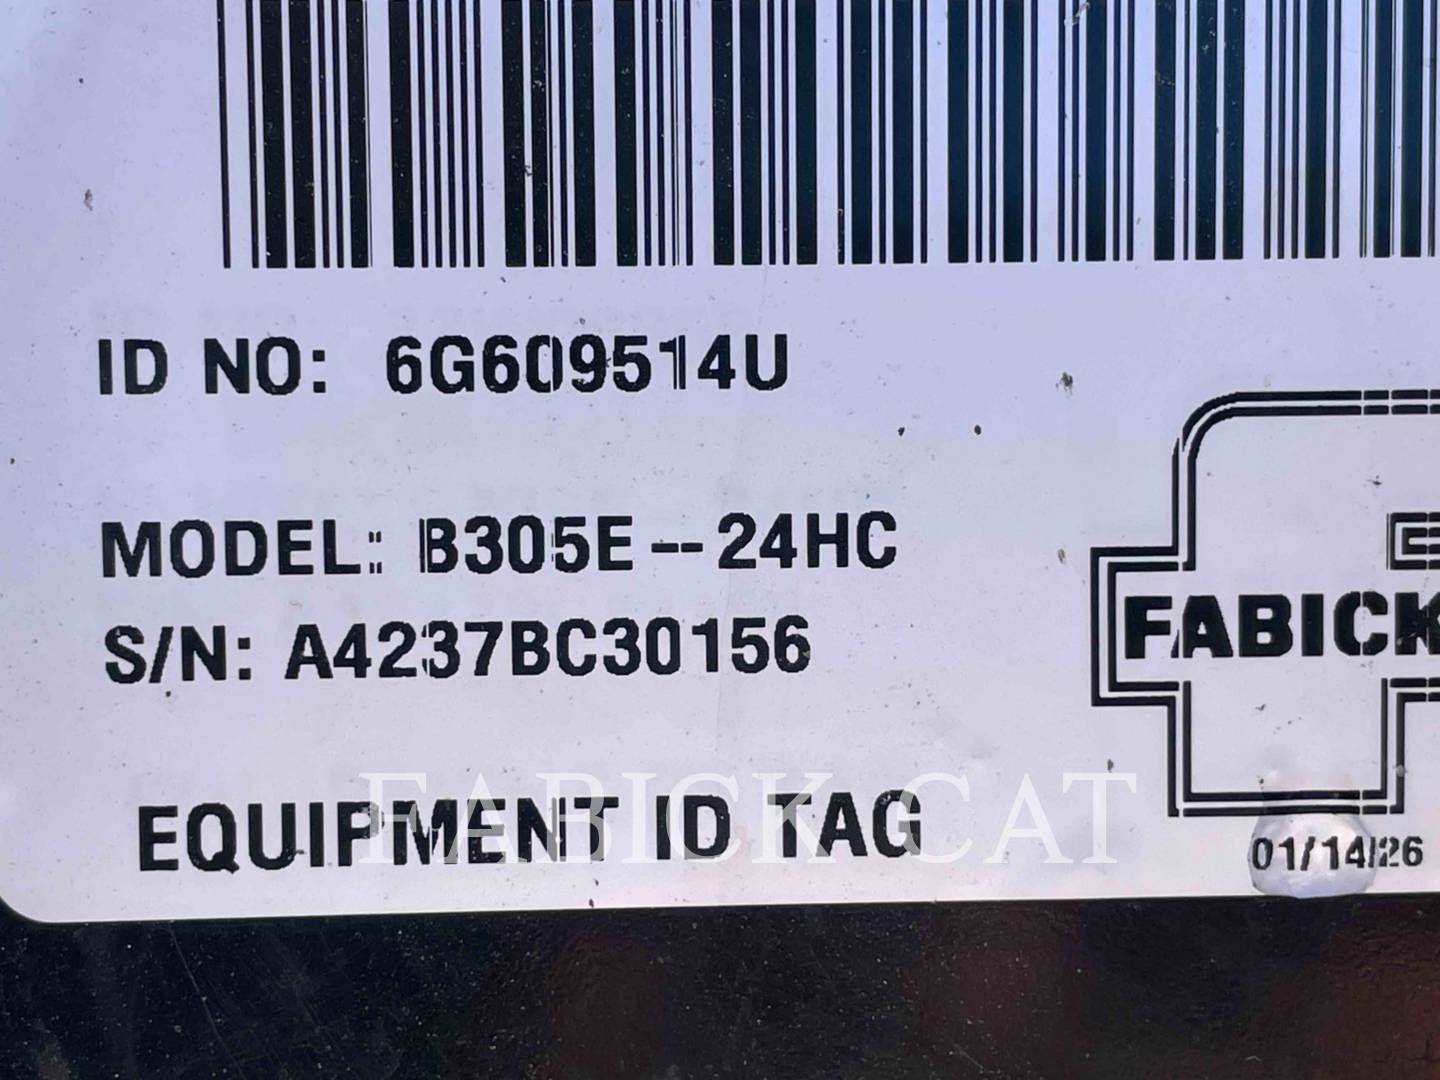 ID NO: 6G609514U
MODEL: B305E-24HC
S/N: A4237BC30156
FABICK
EQUIPMENT ID TAG
FABICK CAT
01/14/26